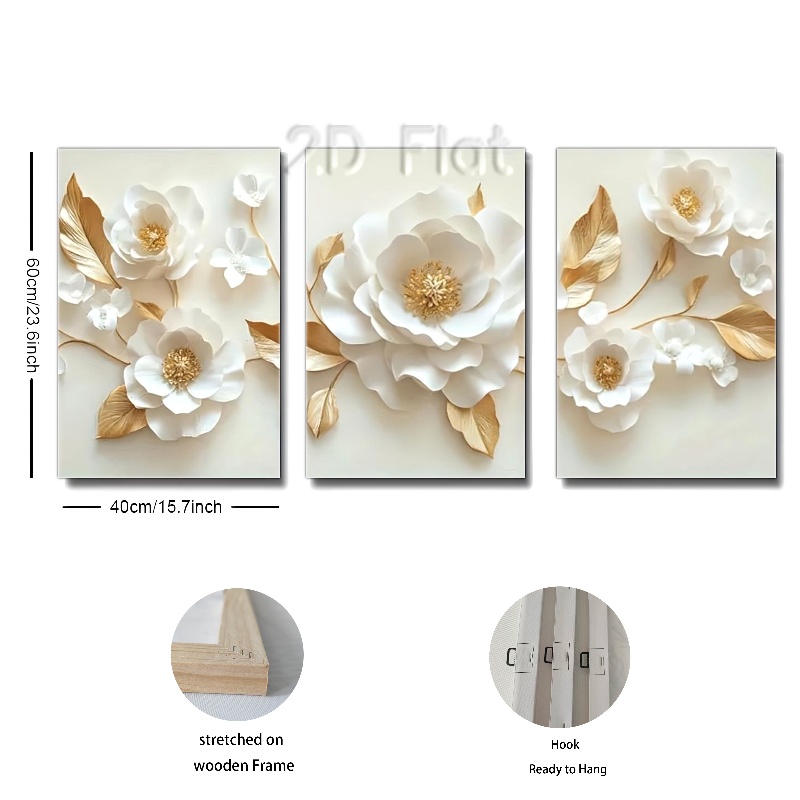 2D Flat
60cm/23.6inch
40cm/15.7inch
stretched on
wooden Frame
Hook
Ready to Hang